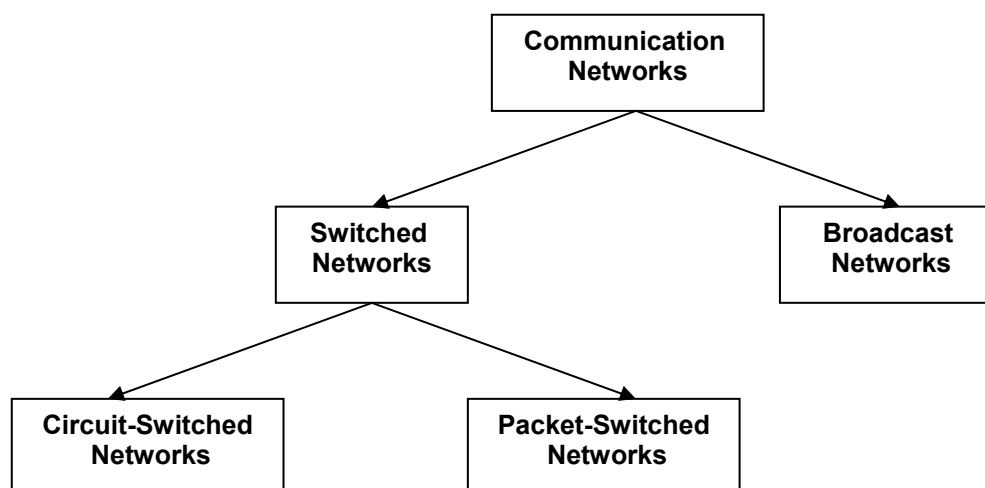 Communication
Networks
Switched
Networks
Broadcast
Networks
Circuit-Switched
Networks
Packet-Switched
Networks